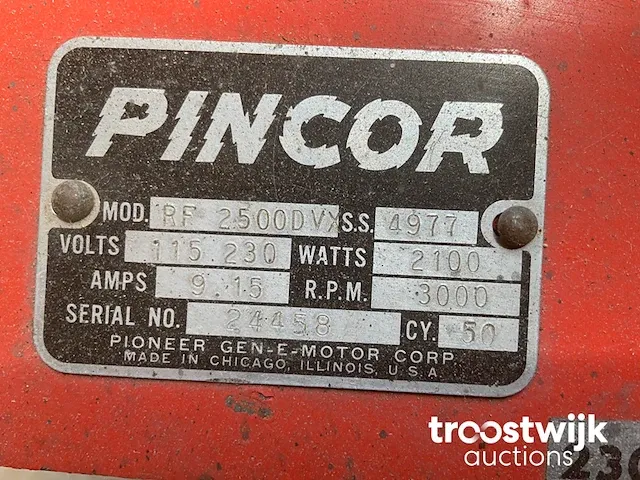 PINCOR
MOD. RF 2500DVX S.S. 4977
VOLTS 115.230 WATTS 2100
AMPS 9.15 R.P.M. 3000
SERIAL NO. 24458 CY. 50
PIONEER GEN-E-MOTOR CORP.
MADE IN CHICAGO, ILLINOIS, U.S.A.
troostwijk
auctions